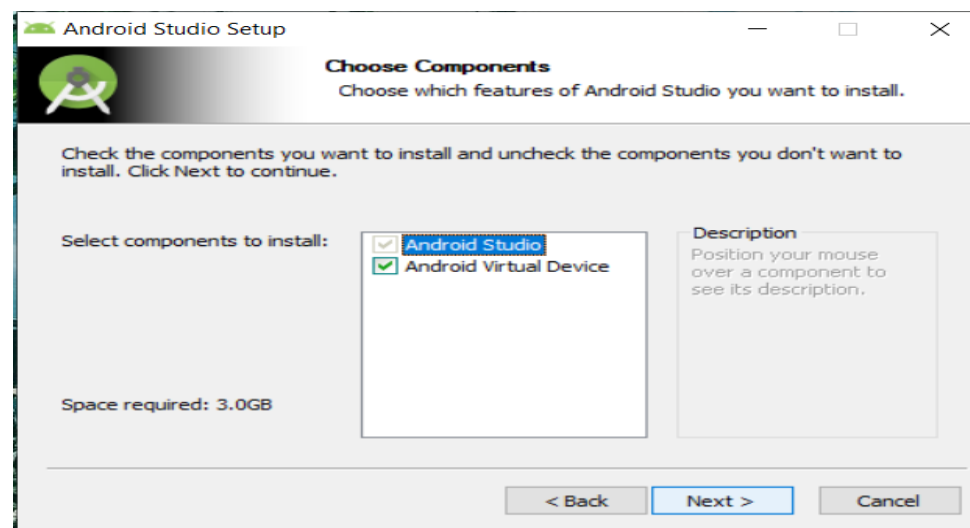 Android Studio Setup
Choose Components
Choose which features of Android Studio you want to install.
Check the components you want to install and uncheck the components you don't want to
install. Click Next to continue.
Select components to install:
Android Studio
Android Virtual Device
Description
Position your mouse
over a component to
see its description.
Space required: 3.0GB
< Back
Next >
Cancel